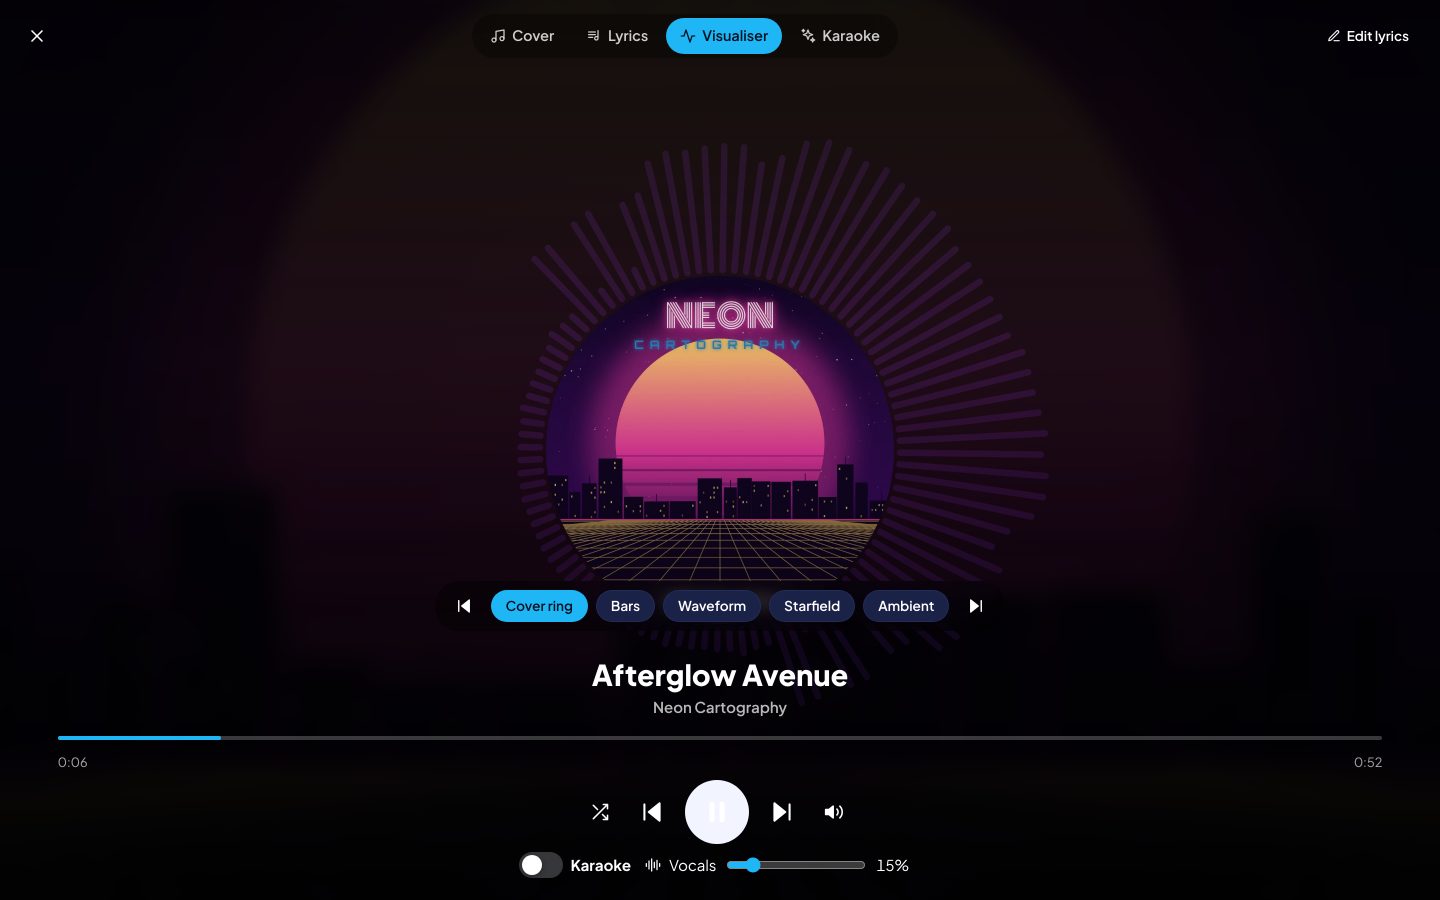 Cover
Lyrics
Visualiser
Karaoke
Edit lyrics
NEON
CARTOGRAPHY
Cover ring
Bars
Waveform
Starfield
Ambient
Afterglow Avenue
Neon Cartography
0:06
0:52
Karaoke
Vocals
15%